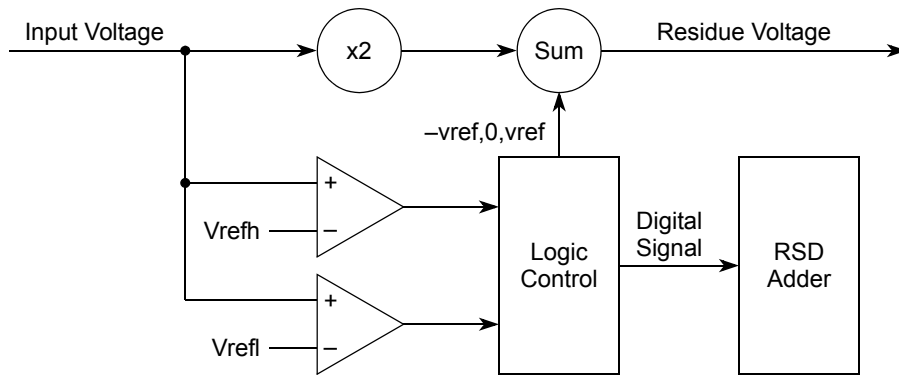 Input Voltage
x2
Sum
Residue Voltage
–vref,0,vref
+
Vrefh
–
Logic
Control
Digital
Signal
RSD
Adder
+
Vrefl
–